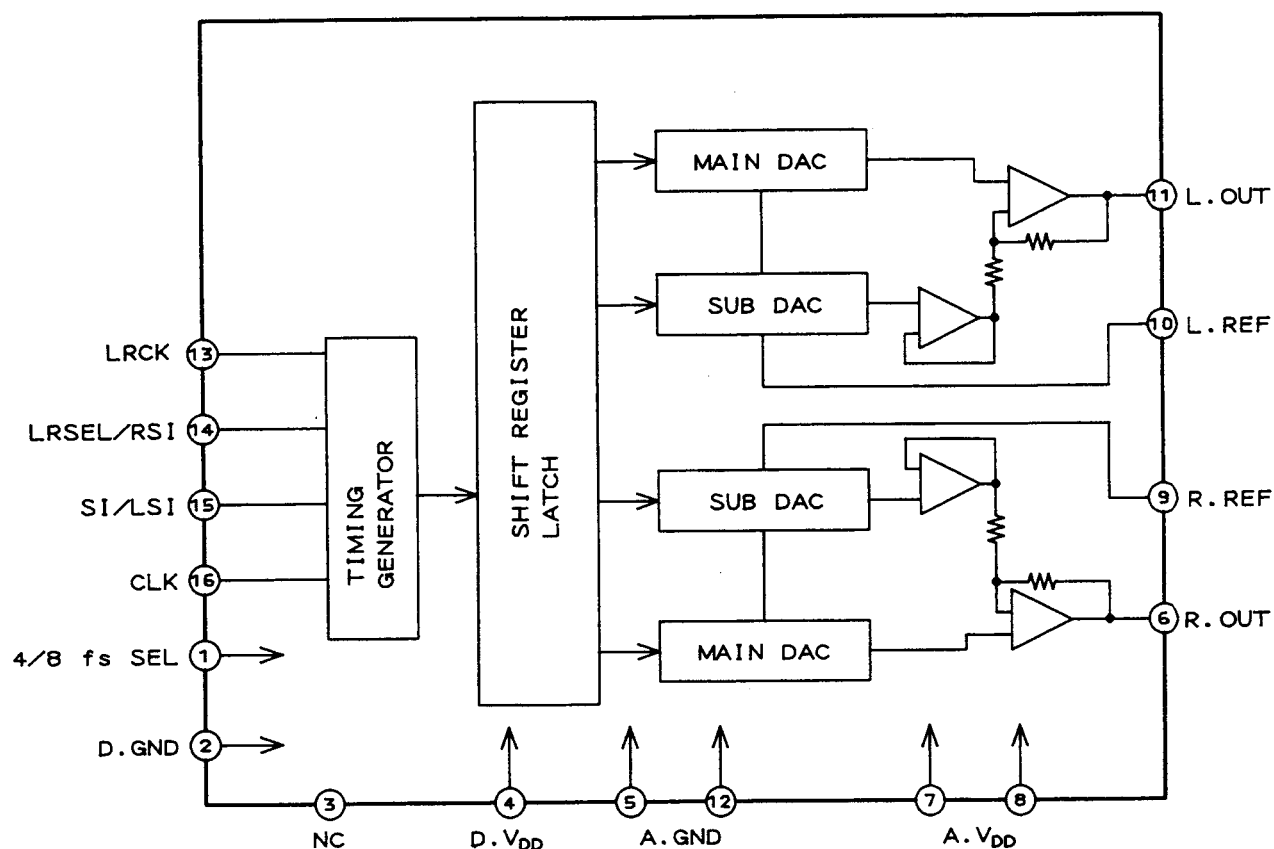 MAIN DAC
11 L.OUT
SUB DAC
10 L.REF
LRCK 13
LRSEL/RSI 14
SI/LSI 15
CLK 16
4/8 fs SEL 1
D.GND 2
TIMING
GENERATOR
SHIFT REGISTER
LATCH
SUB DAC
9 R.REF
MAIN DAC
6 R.OUT
3 4 5 12 7 8
NC D.VDD A.GND A.VDD